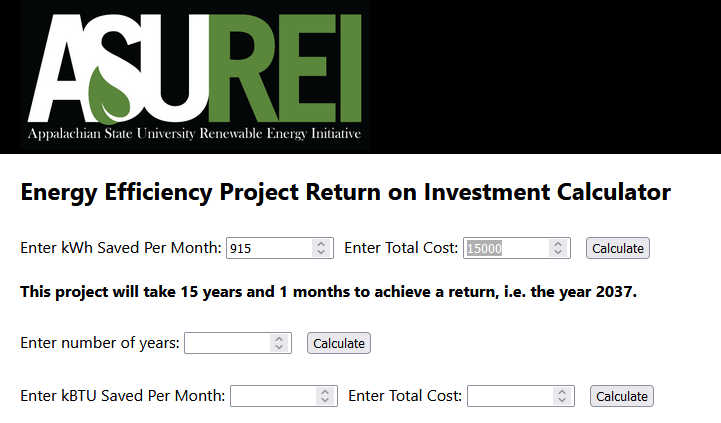 ASUREI
Appalachian State University Renewable Energy Initiative
Energy Efficiency Project Return on Investment Calculator
Enter kWh Saved Per Month: 915 Enter Total Cost: 15000 Calculate
This project will take 15 years and 1 months to achieve a return, i.e. the year 2037.
Enter number of years: Calculate
Enter kBTU Saved Per Month: Enter Total Cost: Calculate